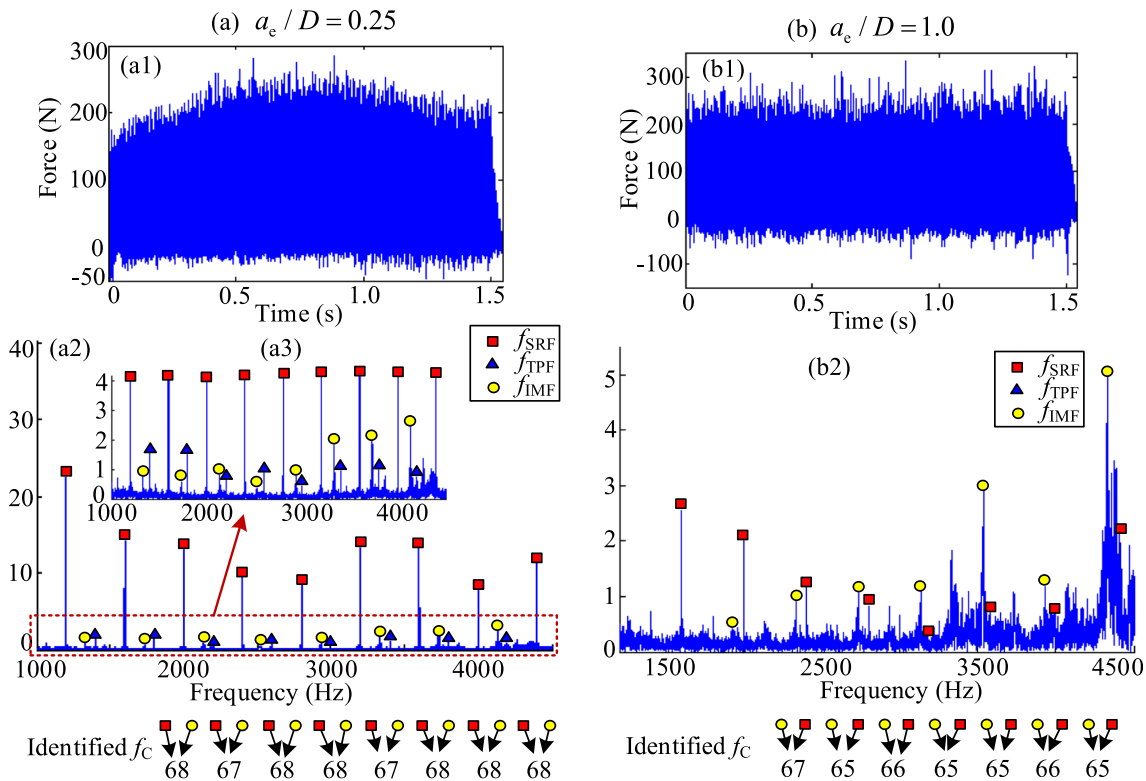 (a) aₑ / D = 0.25
(a1)
Force (N)
300
200
100
0
-50
0 0.5 1.0 1.5
Time (s)
(b) aₑ / D = 1.0
(b1)
Force (N)
300
200
100
0
-100
0 0.5 1.0 1.5
Time (s)
(a2)
(a3)
f_SRF
f_TPF
f_IMF
40
30
20
10
0
4
3
2
1
0
1000 2000 3000 4000
Hz
1000 2000 3000 4000
Frequency (Hz)
(b2)
f_SRF
f_TPF
f_IMF
5
4
3
2
1
0
1500 2500 3500 4500
Frequency (Hz)
Identified f_C
68 67 68 68 67 68 68 68
Identified f_C
67 65 66 65 65 66 65